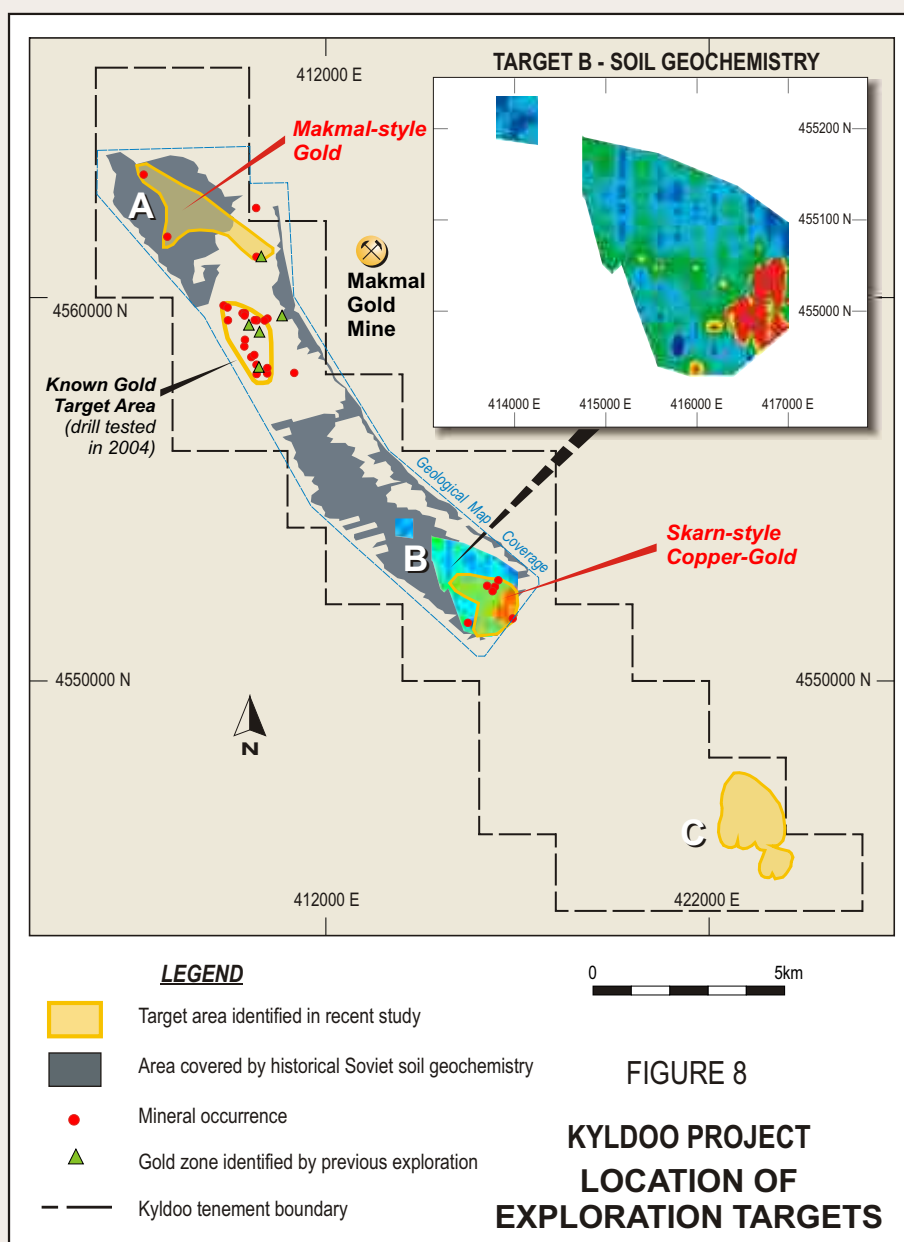 412000 E
TARGET B - SOIL GEOCHEMISTRY
455200 N
455100 N
455000 N
414000 E
415000 E
416000 E
417000 E
Makmal-style
Gold
A
Makmal
Gold
Mine
4560000 N
Known Gold
Target Area
(drill tested
in 2004)
Geological Map Coverage
B
Skarn-style
Copper-Gold
4550000 N
4550000 N
N
C
412000 E
422000 E
LEGEND
Target area identified in recent study
Area covered by historical Soviet soil geochemistry
Mineral occurrence
Gold zone identified by previous exploration
Kyldoo tenement boundary
0
5km
FIGURE 8
KYLDOO PROJECT
LOCATION OF
EXPLORATION TARGETS